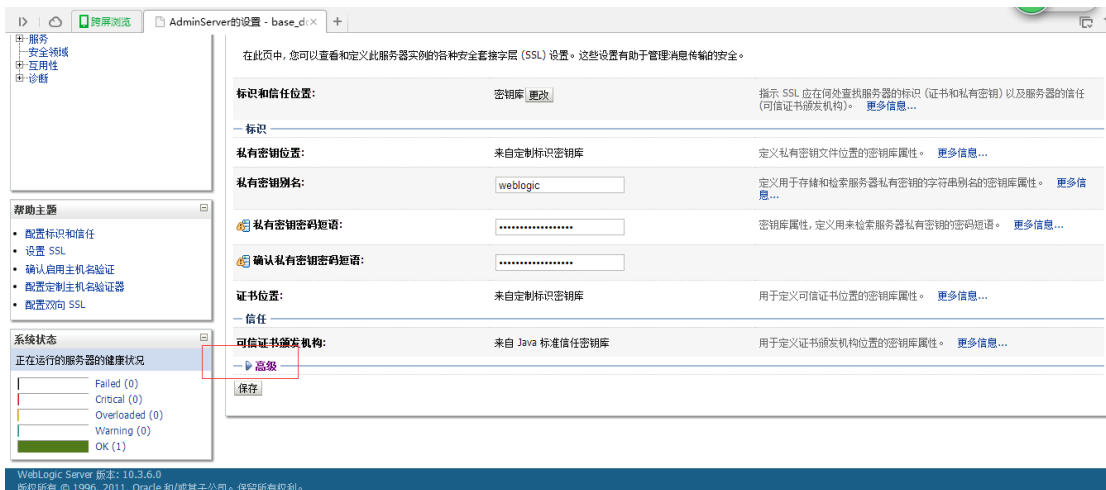 跨屏浏览
AdminServer的设置 - base_do
服务
安全领域
互用性
诊断
帮助主题
配置标识和信任
设置 SSL
确认启用主机名验证
配置定制主机名验证器
配置双向 SSL
系统状态
正在运行的服务器的健康状况
Failed (0)
Critical (0)
Overloaded (0)
Warning (0)
OK (1)
在此页中, 您可以查看和定义此服务器实例的各种安全套接字层 (SSL) 设置。这些设置有助于管理消息传输的安全。
标识和信任位置:
密钥库 更改
指示 SSL 应在何处查找服务器的标识 (证书和私有密钥) 以及服务器的信任
(可信证书颁发机构)。 更多信息...
标识
私有密钥位置:
来自定制标识密钥库
定义私有密钥文件位置的密钥库属性。 更多信息...
私有密钥别名:
weblogic
定义用于存储和检索服务器私有密钥的字符串别名的密钥库属性。 更多信
息...
私有密钥密码短语:
••••••••••••••••••
密钥库属性, 定义用来检索服务器私有密钥的密码短语。 更多信息...
确认私有密钥密码短语:
••••••••••••••••••
证书位置:
来自定制标识密钥库
用于定义可信证书位置的密钥库属性。 更多信息...
信任
可信证书颁发机构:
来自 Java 标准信任密钥库
用于定义证书颁发机构位置的密钥库属性。 更多信息...
高级
保存
WebLogic Server 版本: 10.3.6.0
版权所有 © 1996, 2011, Oracle 和/或其子公司。保留所有权利。